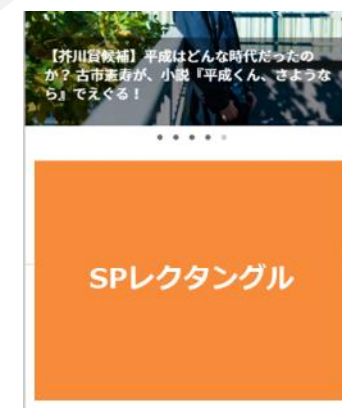 【芥川賞候補】平成はどんな時代だったの
か？古市憲寿が、小説『平成くん、さような
ら』でえぐる！
SPレクタングル